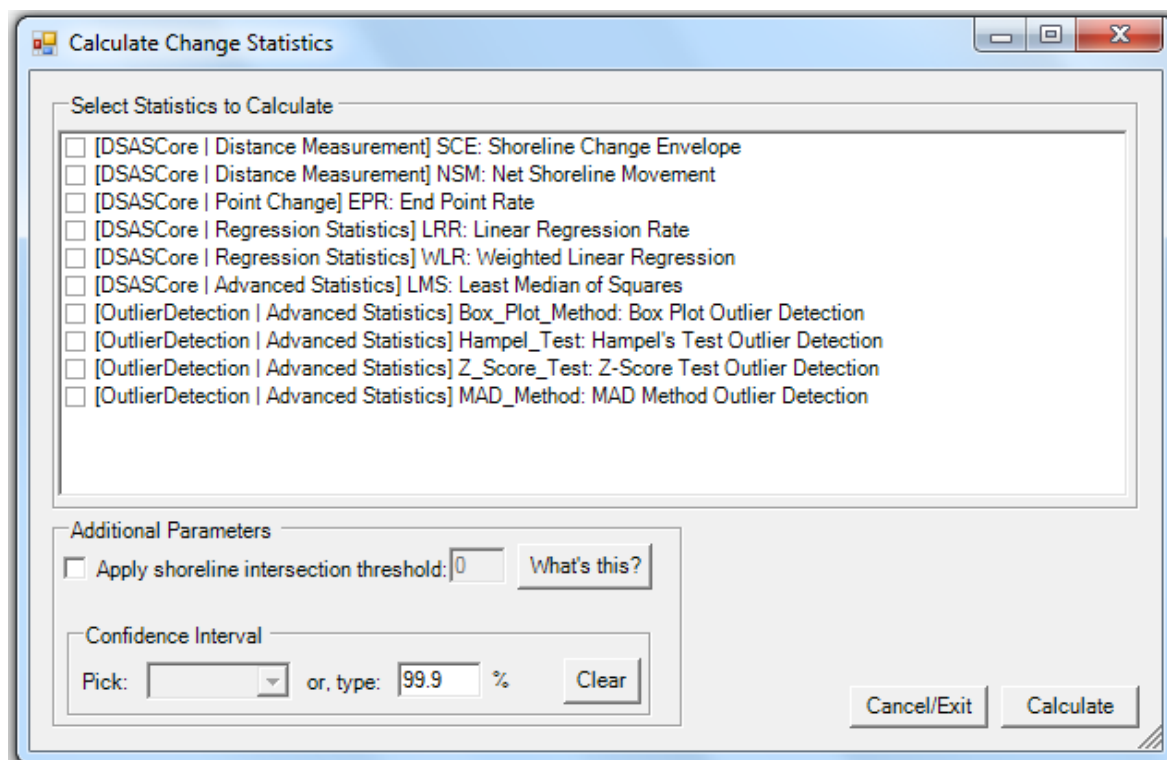 Calculate Change Statistics
Select Statistics to Calculate
[DSASCore | Distance Measurement] SCE: Shoreline Change Envelope
[DSASCore | Distance Measurement] NSM: Net Shoreline Movement
[DSASCore | Point Change] EPR: End Point Rate
[DSASCore | Regression Statistics] LRR: Linear Regression Rate
[DSASCore | Regression Statistics] WLR: Weighted Linear Regression
[DSASCore | Advanced Statistics] LMS: Least Median of Squares
[OutlierDetection | Advanced Statistics] Box_Plot_Method: Box Plot Outlier Detection
[OutlierDetection | Advanced Statistics] Hampel_Test: Hampel's Test Outlier Detection
[OutlierDetection | Advanced Statistics] Z_Score_Test: Z-Score Test Outlier Detection
[OutlierDetection | Advanced Statistics] MAD_Method: MAD Method Outlier Detection
Additional Parameters
Apply shoreline intersection threshold: 0 What's this?
Confidence Interval
Pick: or, type: 99.9 % Clear
Cancel/Exit Calculate